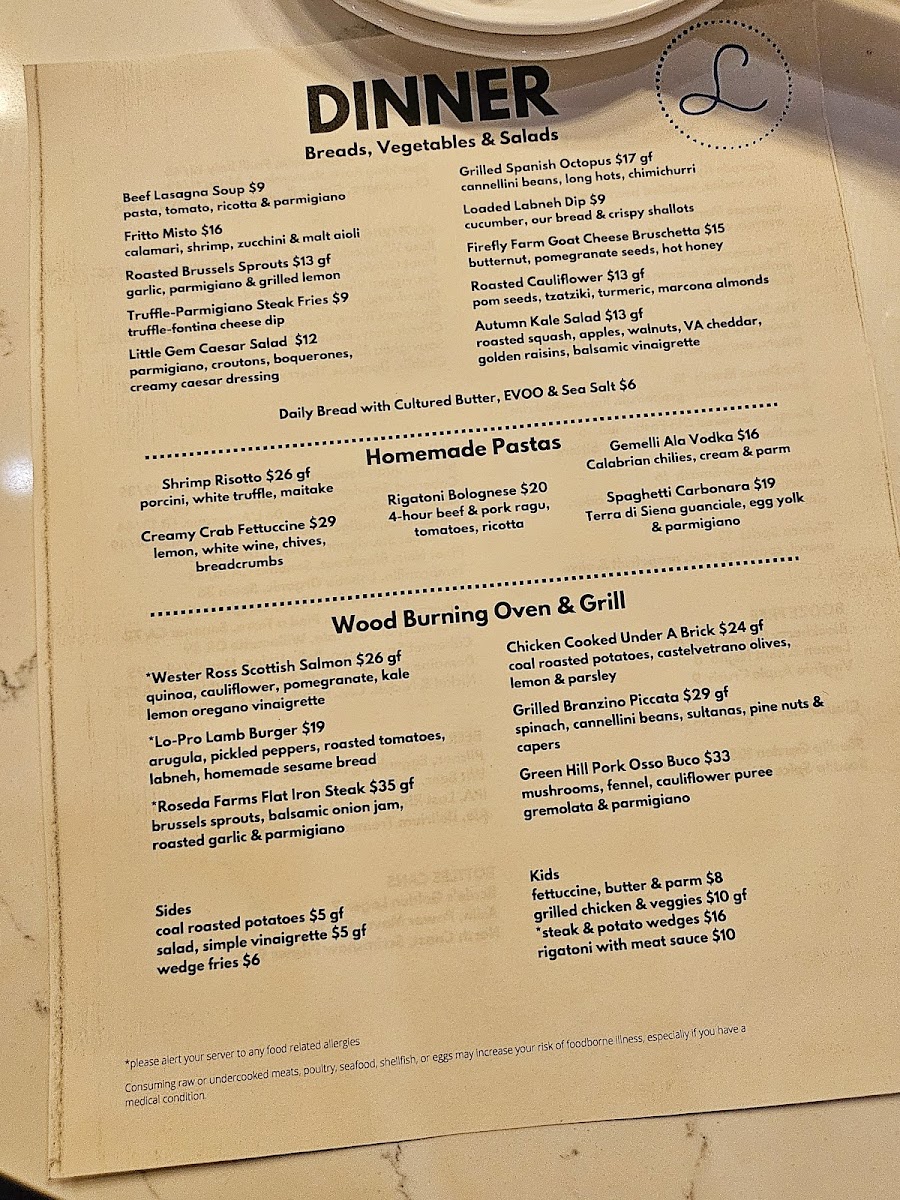 DINNER
L
Breads, Vegetables & Salads
Beef Lasagna Soup $9
pasta, tomato, ricotta & parmigiano
Fritto Misto $16
calamari, shrimp, zucchini & malt aioli
Roasted Brussels Sprouts $13 gf
garlic, parmigiano & grilled lemon
Truffle-Parmigiano Steak Fries $9
truffle-fontina cheese dip
Little Gem Caesar Salad $12
parmigiano, croutons, boquerones,
creamy caesar dressing
Grilled Spanish Octopus $17 gf
cannellini beans, long hots, chimichurri
Loaded Labneh Dip $9
cucumber, our bread & crispy shallots
Firefly Farm Goat Cheese Bruschetta $15
butternut, pomegranate seeds, hot honey
Roasted Cauliflower $13 gf
pom seeds, tzatziki, turmeric, marcona almonds
Autumn Kale Salad $13 gf
roasted squash, apples, walnuts, VA cheddar,
golden raisins, balsamic vinaigrette
Daily Bread with Cultured Butter, EVOO & Sea Salt $6
Homemade Pastas
Shrimp Risotto $26 gf
porcini, white truffle, maitake
Creamy Crab Fettuccine $29
lemon, white wine, chives,
breadcrumbs
Rigatoni Bolognese $20
4-hour beef & pork ragu,
tomatoes, ricotta
Gemelli Ala Vodka $16
Calabrian chilies, cream & parm
Spaghetti Carbonara $19
Terra di Siena guanciale, egg yolk
& parmigiano
Wood Burning Oven & Grill
*Wester Ross Scottish Salmon $26 gf
quinoa, cauliflower, pomegranate, kale
lemon oregano vinaigrette
*Lo-Pro Lamb Burger $19
arugula, pickled peppers, roasted tomatoes,
labneh, homemade sesame bread
*Roseda Farms Flat Iron Steak $35 gf
brussels sprouts, balsamic onion jam,
roasted garlic & parmigiano
Chicken Cooked Under A Brick $24 gf
coal roasted potatoes, castelvetrano olives,
lemon & parsley
Grilled Branzino Piccata $29 gf
spinach, cannellini beans, sultanas, pine nuts &
capers
Green Hill Pork Osso Buco $33
mushrooms, fennel, cauliflower puree
gremolata & parmigiano
Sides
coal roasted potatoes $5 gf
salad, simple vinaigrette $5 gf
wedge fries $6
Kids
fettuccine, butter & parm $8
grilled chicken & veggies $10 gf
*steak & potato wedges $16
rigatoni with meat sauce $10
*please alert your server to any food related allergies
Consuming raw or undercooked meats, poultry, seafood, shellfish, or eggs may increase your risk of foodborne illness, especially if you have a
medical condition.